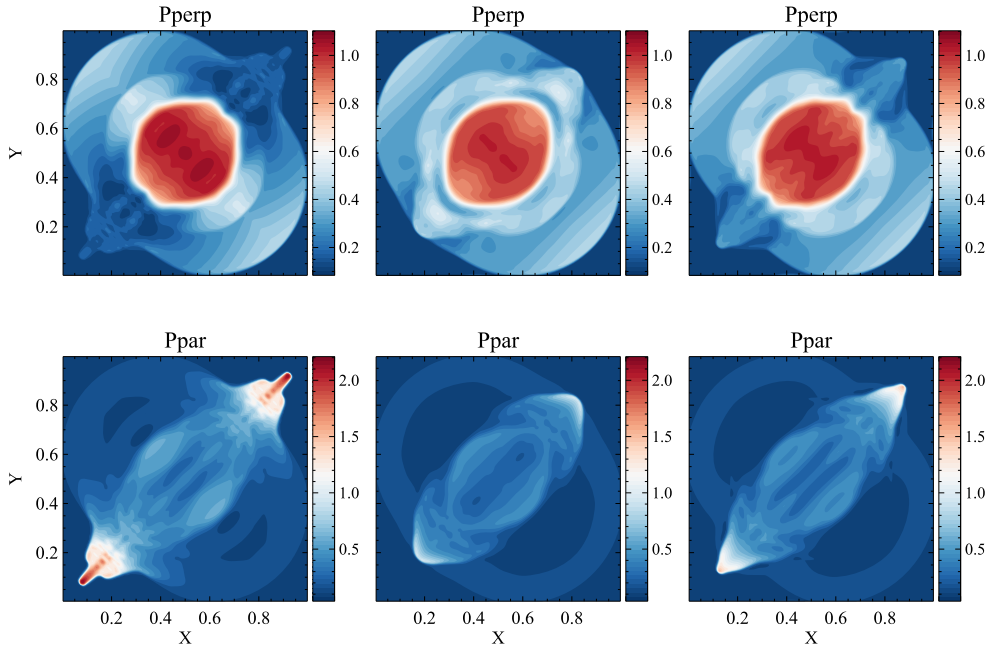 Pperp Pperp Pperp
1.0 1.0 1.0
0.8 0.8 0.8 0.8
Y 0.6 0.6 0.6 0.6
0.4 0.4 0.4 0.4
0.2 0.2 0.2 0.2
Ppar Ppar Ppar
2.0 2.0 2.0
0.8
1.5 1.5 1.5
Y 0.6
1.0 1.0 1.0
0.4
0.5 0.5 0.5
0.2
0.2 0.4 0.6 0.8 0.2 0.4 0.6 0.8 0.2 0.4 0.6 0.8
X X X